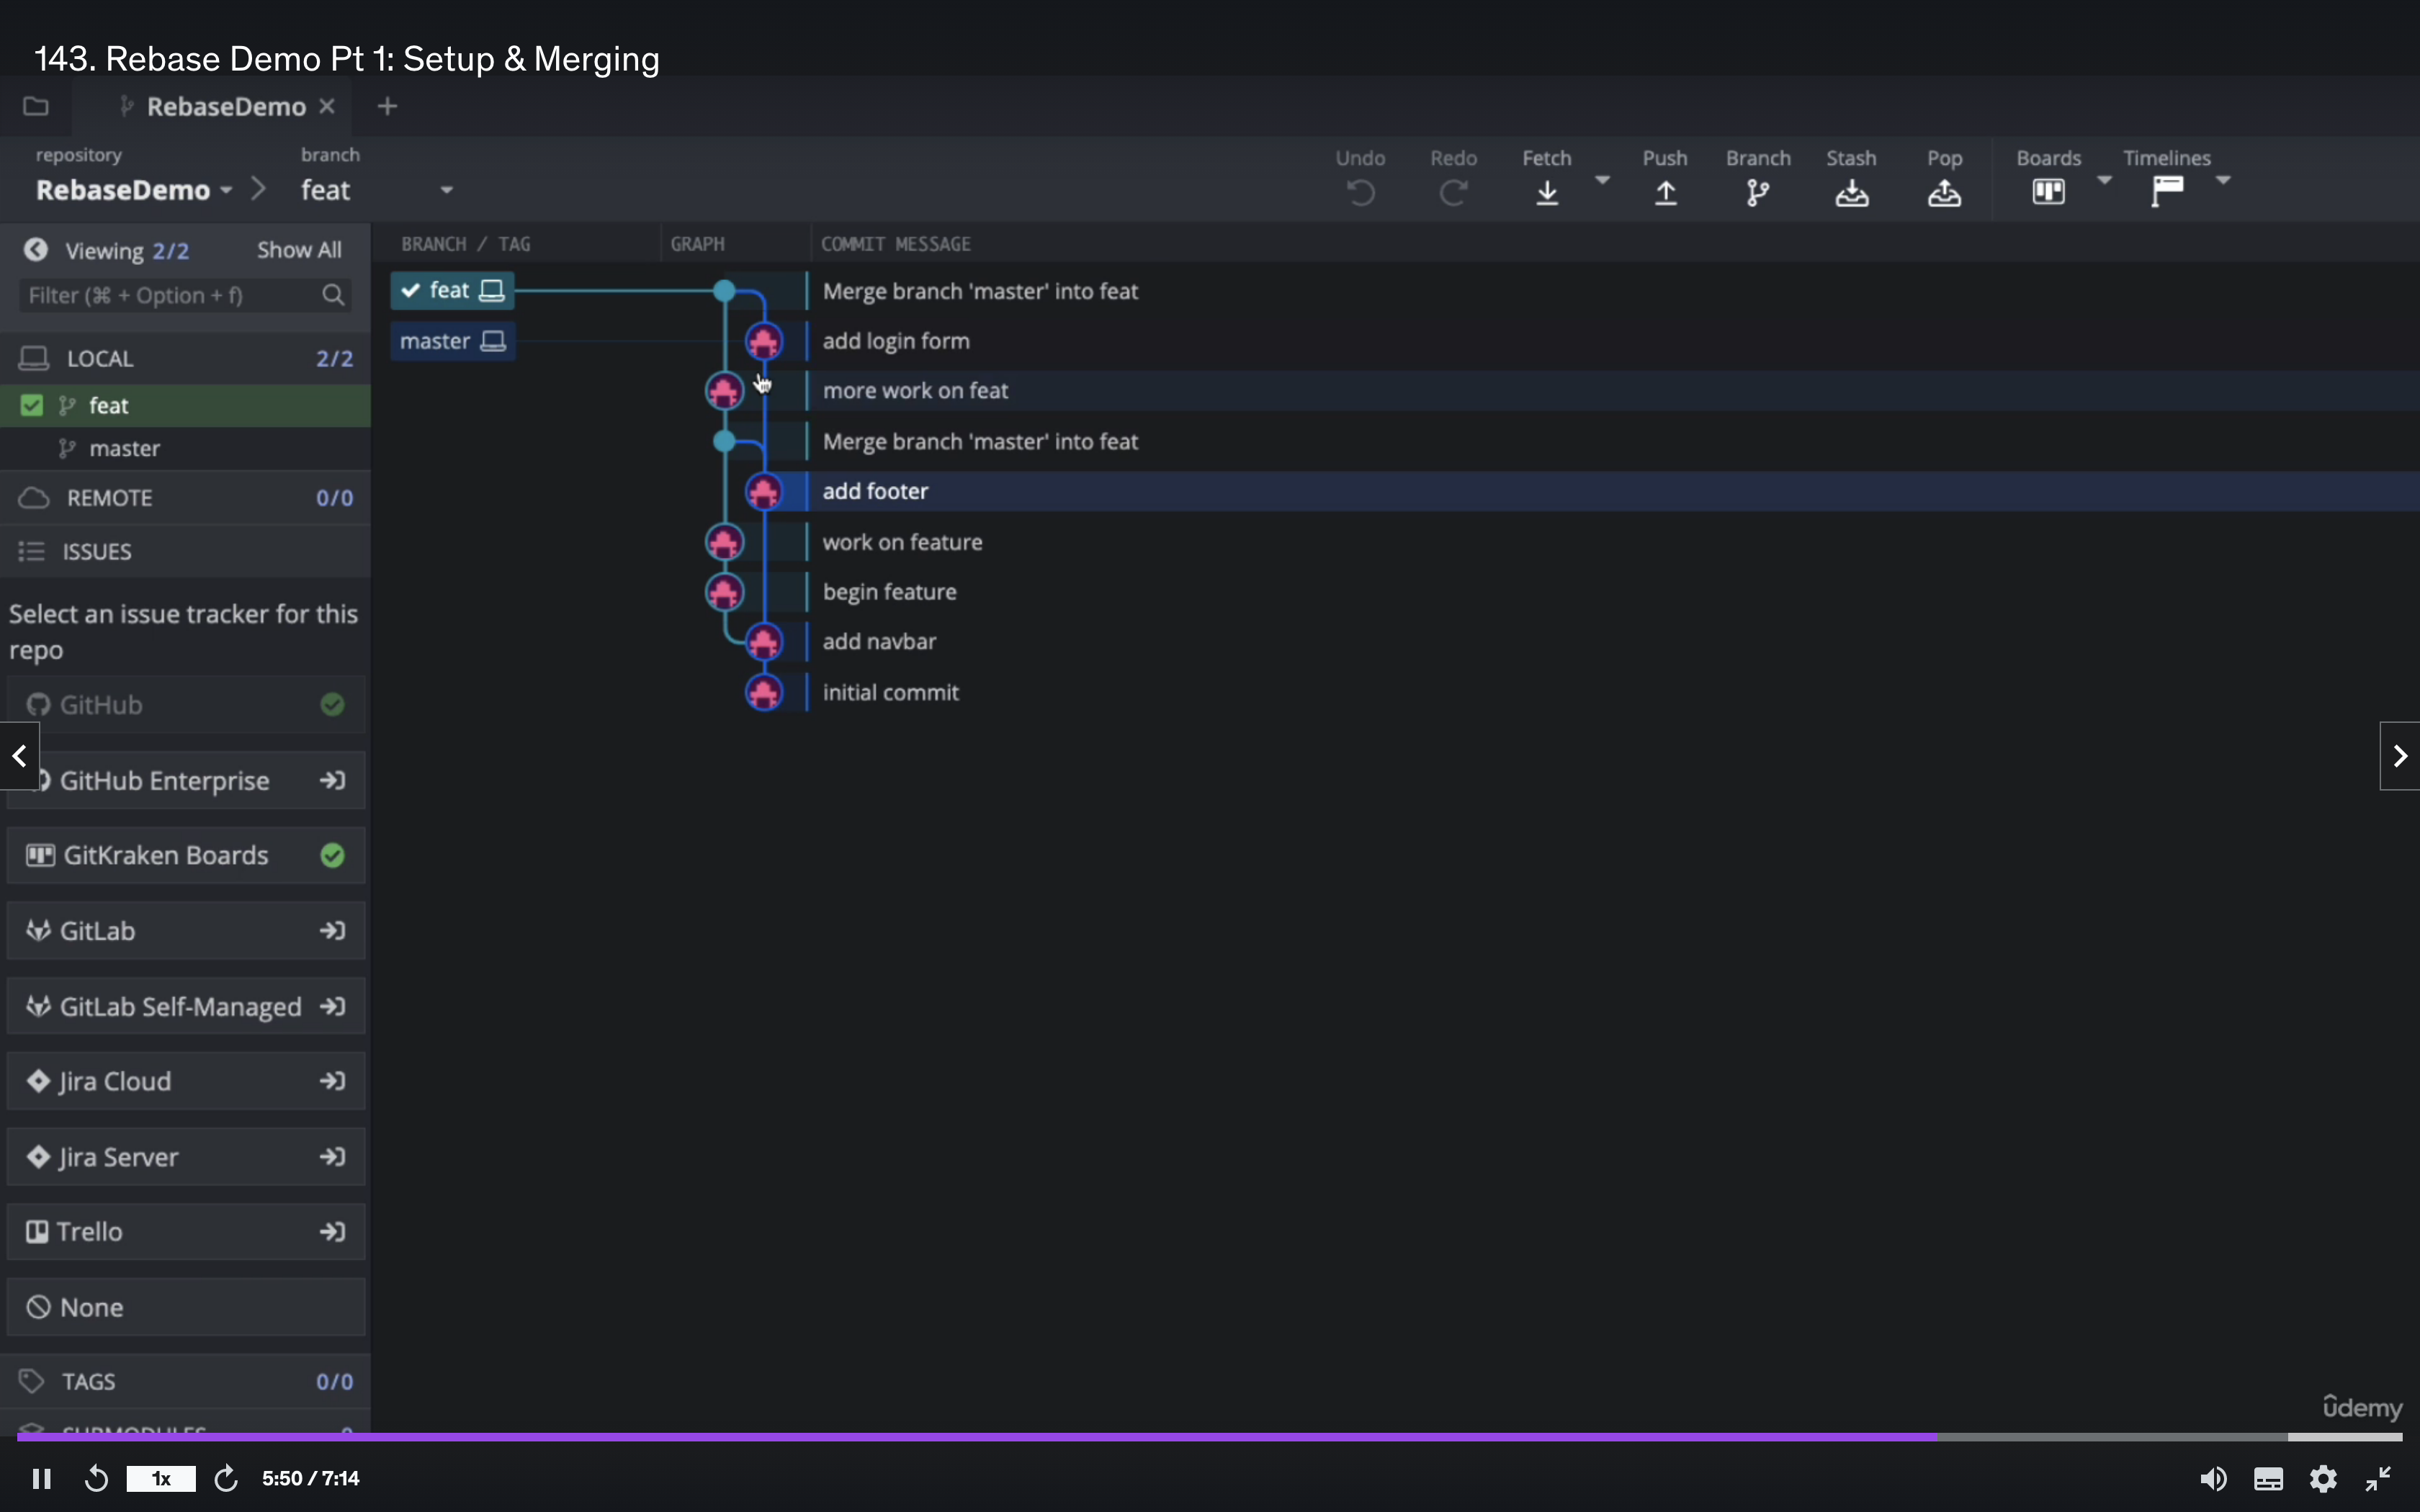 143. Rebase Demo Pt 1: Setup & Merging
RebaseDemo
repository
branch
RebaseDemo
feat
Undo
Redo
Fetch
Push
Branch
Stash
Pop
Boards
Timelines
Viewing 2/2
Show All
BRANCH / TAG
GRAPH
COMMIT MESSAGE
Filter (⌘ + Option + f)
feat
Merge branch 'master' into feat
master
add login form
more work on feat
Merge branch 'master' into feat
add footer
work on feature
begin feature
add navbar
initial commit
LOCAL 2/2
feat
master
REMOTE 0/0
ISSUES
Select an issue tracker for this
repo
GitHub
GitHub Enterprise
GitKraken Boards
GitLab
GitLab Self-Managed
Jira Cloud
Jira Server
Trello
None
TAGS 0/0
SUBMODULES 0
udemy
1x
5:50 / 7:14